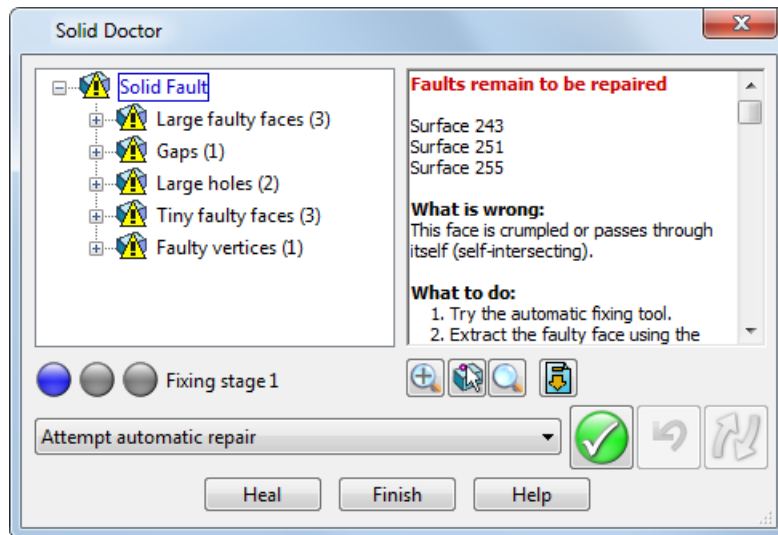 Solid Doctor
Solid Fault
Large faulty faces (3)
Gaps (1)
Large holes (2)
Tiny faulty faces (3)
Faulty vertices (1)
Faults remain to be repaired
Surface 243
Surface 251
Surface 255
What is wrong:
This face is crumpled or passes through
itself (self-intersecting).
What to do:
1. Try the automatic fixing tool.
2. Extract the faulty face using the
Fixing stage 1
Attempt automatic repair
Heal
Finish
Help